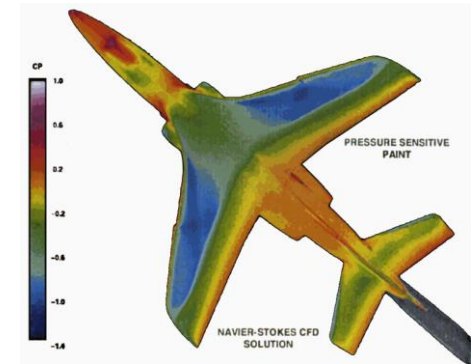 CP
1.0
0.6
0.2
-0.2
-0.6
-1.0
-1.4
PRESSURE SENSITIVE
PAINT
NAVIER-STOKES CFD
SOLUTION